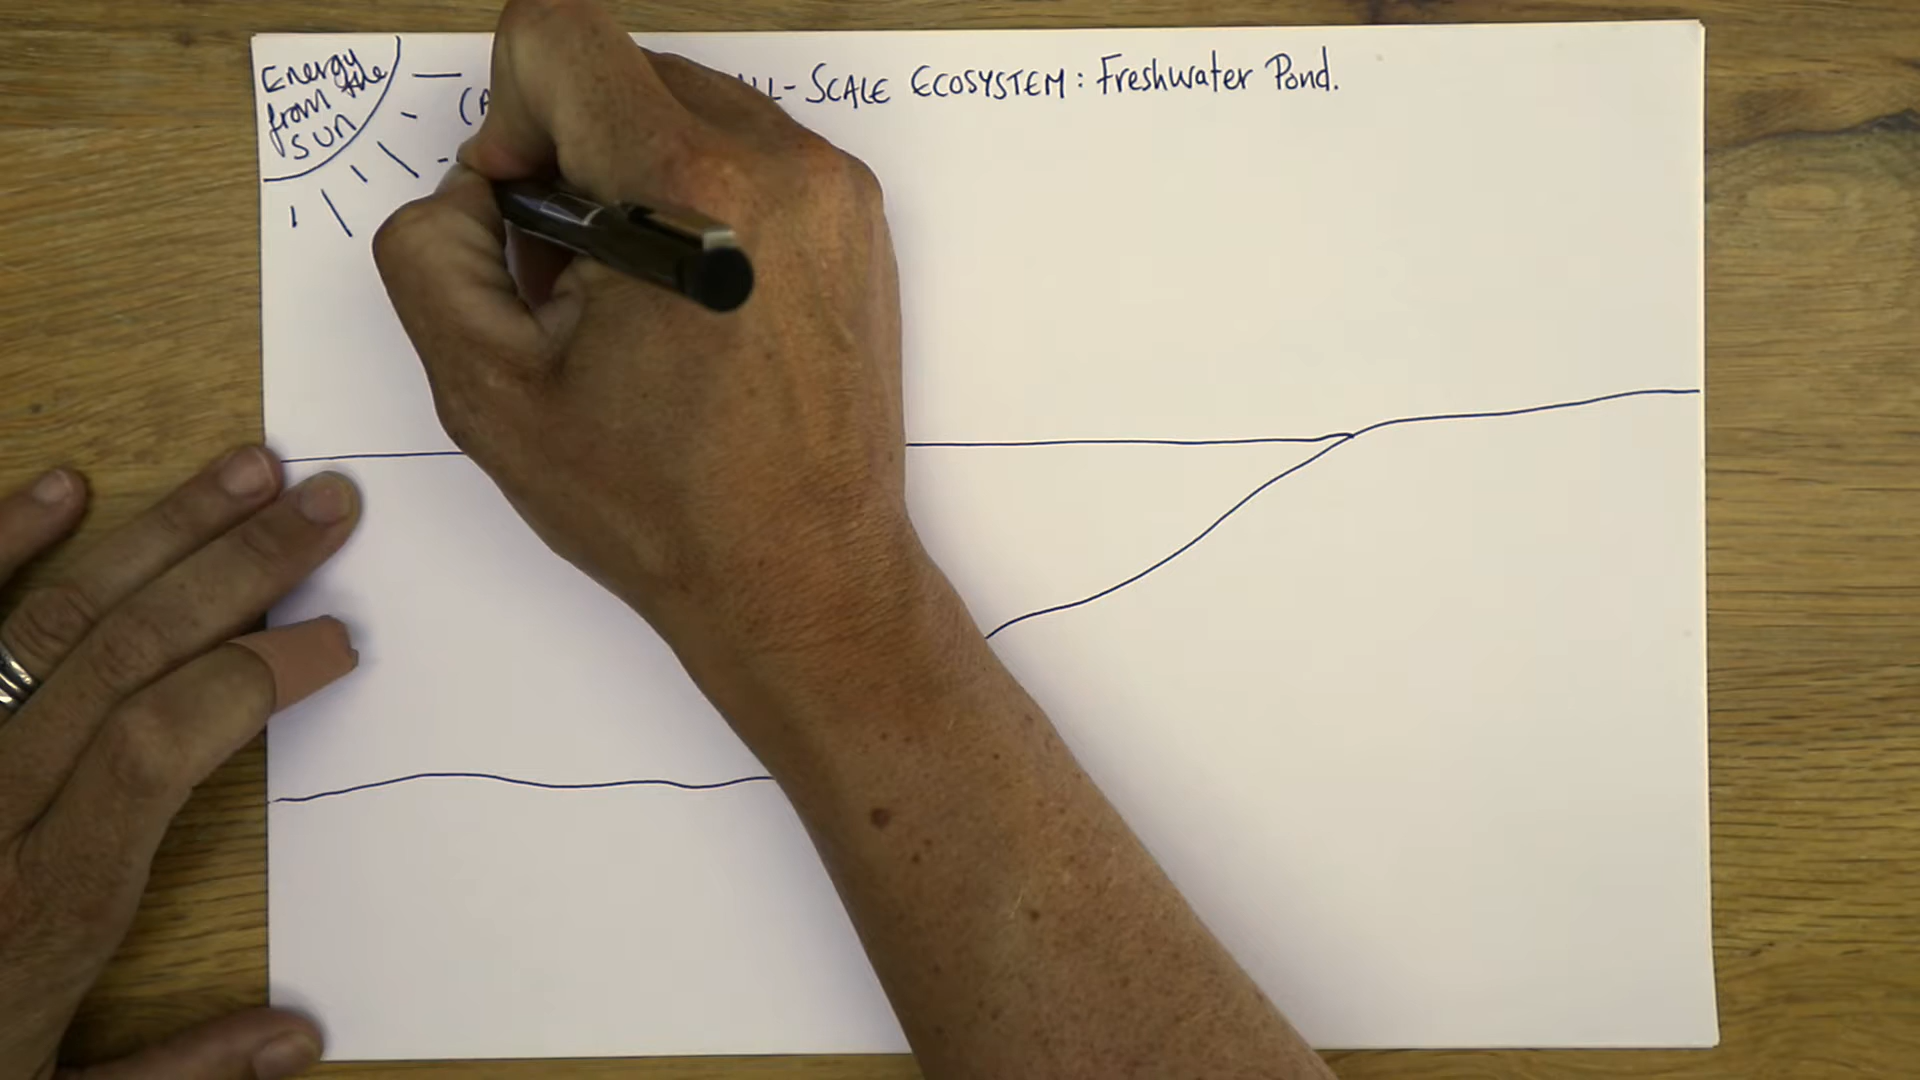 Energy
from the
sun
-SCALE ECOSYSTEM: Freshwater Pond.
(A